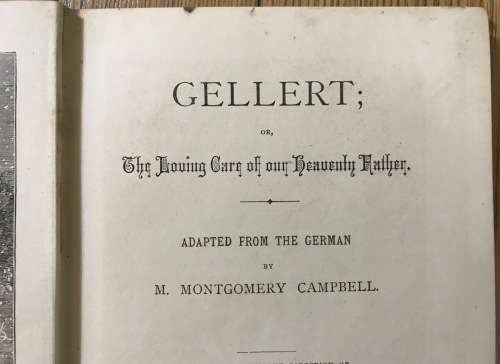 GELLERT;
OR,
The Loving Care of our Heavenly Father.
ADAPTED FROM THE GERMAN
BY
M. MONTGOMERY CAMPBELL.